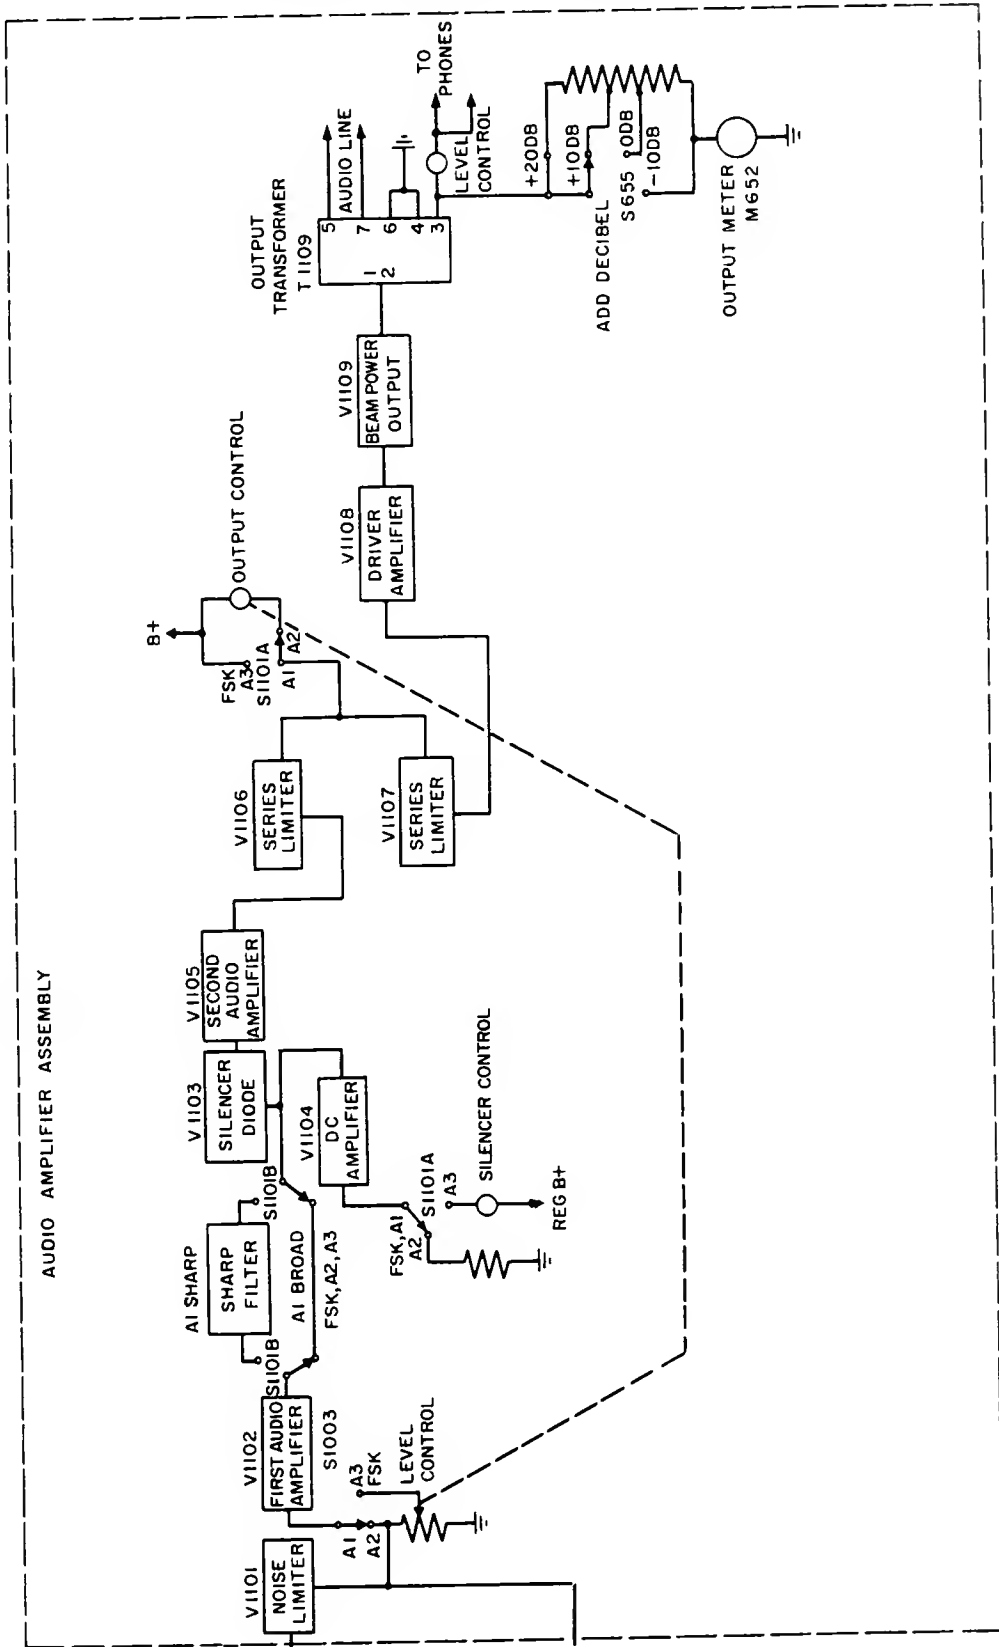 AUDIO AMPLIFIER ASSEMBLY
V1101
NOISE
LIMITER
V1102
FIRST AUDIO
AMPLIFIER
S1003
A1
A2
A3
FSK
LEVEL
CONTROL
A1 SHARP
SHARP
FILTER
S1101B
S1101B
A1 BROAD
FSK, A2, A3
V1103
SILENCER
DIODE
V1104
DC
AMPLIFIER
FSK, A1
A2
S1101A
A3
SILENCER CONTROL
REG B+
V1105
SECOND
AUDIO
AMPLIFIER
V1106
SERIES
LIMITER
V1107
SERIES
LIMITER
B+
FSK
A3
S1101A
A1
A2
OUTPUT CONTROL
V1108
DRIVER
AMPLIFIER
V1109
BEAM POWER
OUTPUT
OUTPUT
TRANSFORMER
T1109
1
2
5
7
6
4
3
AUDIO LINE
TO
PHONES
LEVEL
CONTROL
+20DB
+10DB
0DB
-10DB
ADD DECIBEL
S655
OUTPUT METER
M652